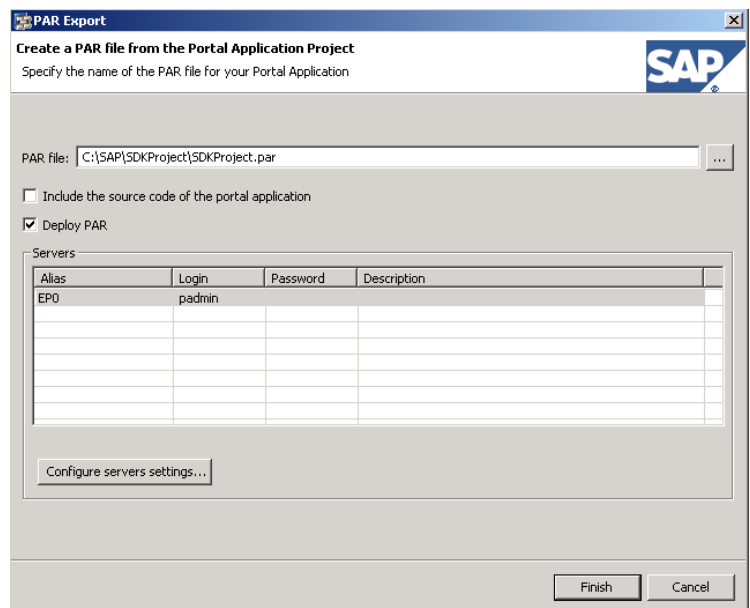 PAR Export
Create a PAR file from the Portal Application Project
Specify the name of the PAR file for your Portal Application
SAP
®
PAR file: C:\SAP\SDKProject\SDKProject.par ...
Include the source code of the portal application
Deploy PAR
Servers
Alias Login Password Description
EP0 padmin
Configure servers settings...
Finish Cancel